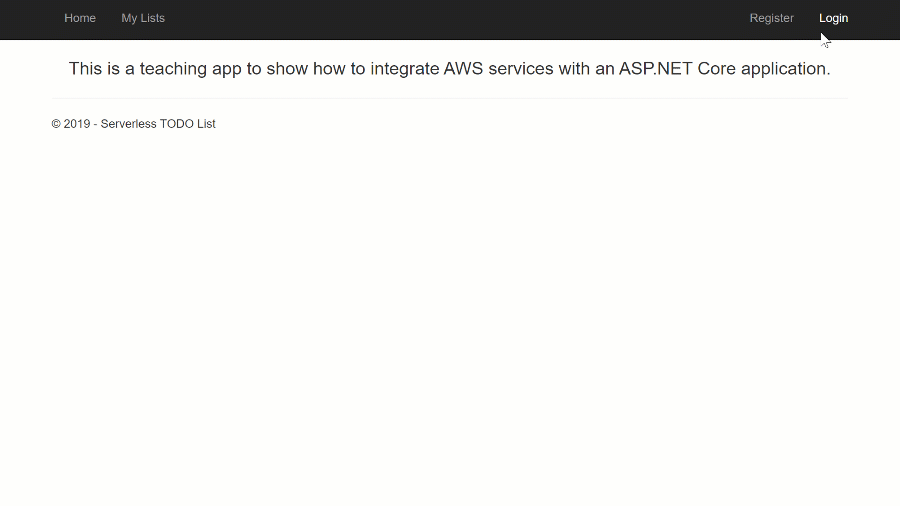 Home My Lists Register Login
This is a teaching app to show how to integrate AWS services with an ASP.NET Core application.
© 2019 - Serverless TODO List